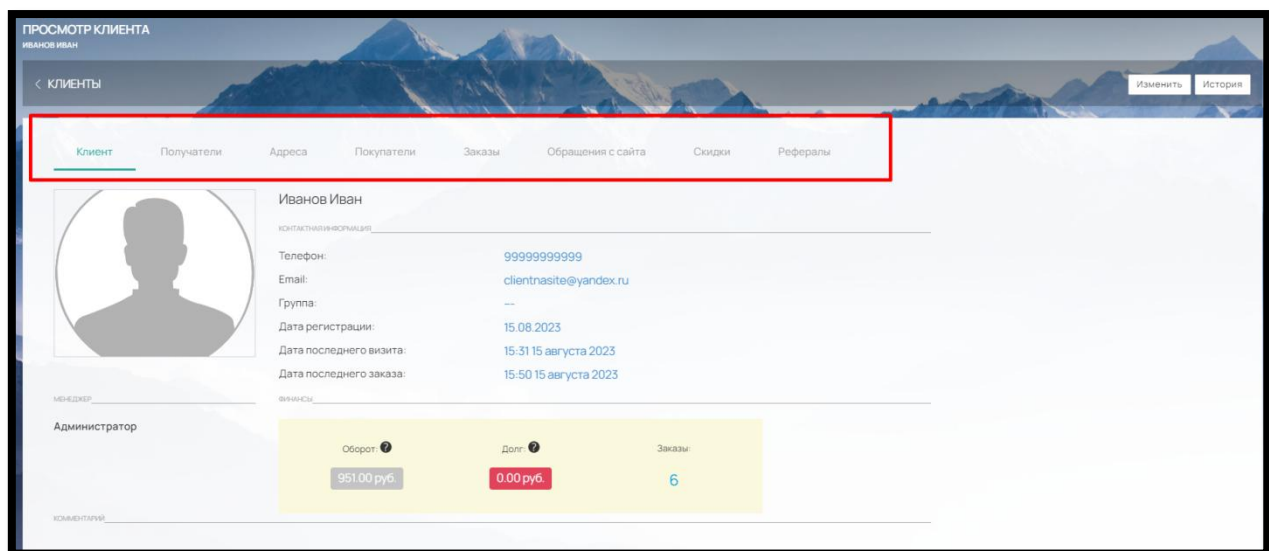 ПРОСМОТР КЛИЕНТА
ИВАНОВ ИВАН
< КЛИЕНТЫ
Изменить История
Клиент Получатели Адреса Покупатели Заказы Обращения с сайта Скидки Рефералы
Иванов Иван
КОНТАКТНАЯ ИНФОРМАЦИЯ
Телефон: 99999999999
Email: clientnasite@yandex.ru
Группа: ---
Дата регистрации: 15.08.2023
Дата последнего визита: 15:31 15 августа 2023
Дата последнего заказа: 15:50 15 августа 2023
МЕНЕДЖЕР ФИНАНСЫ
Администратор
Оборот: ? Долг: ? Заказы:
951.00 руб. 0.00 руб. 6
КОММЕНТАРИЙ